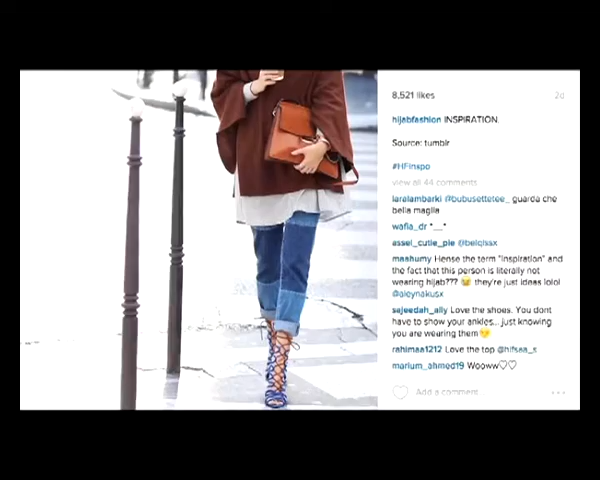 8,521 likes 2d
hijabfashion INSPIRATION.
Source: tumblr
#HFinspo
view all 44 comments
laralambarki @bubusettetee_ guarda che
bella maglia
wafia_dr *__*
assel_cutie_pie @belqissx
mashumy Hense the term "inspiration" and
the fact that this person is literally not
wearing hijab??? 😂 they're just ideas lolol
@aleynakusx
sajeedah_ally Love the shoes. You dont
have to show your ankles... just knowing
you are wearing them😏
rahimaa1212 Love the top @hifsaa_s
marium_ahmed19 Wooww♡♡
Add a comment...